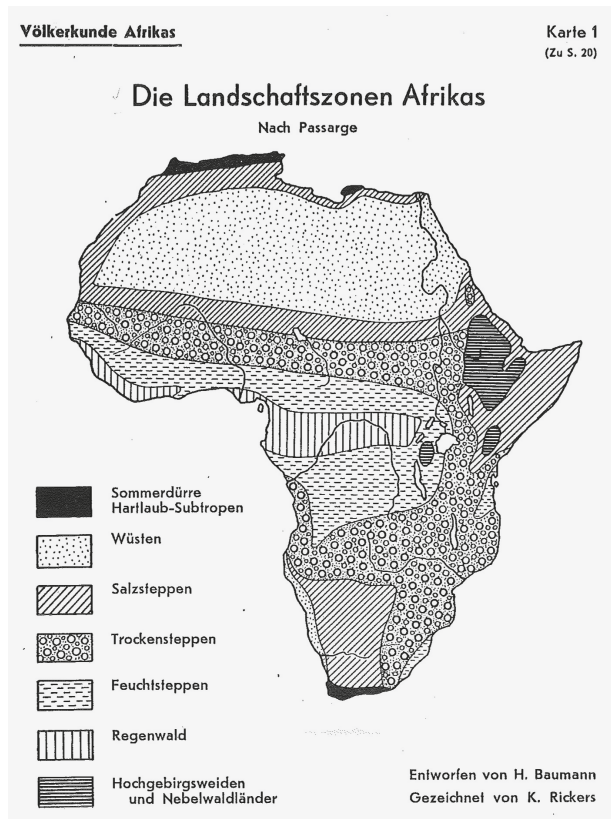 Völkerkunde Afrikas
Karte 1
(Zu S. 20)
Die Landschaftszonen Afrikas
Nach Passarge
Sommerdürre
Hartlaub-Subtropen
Wüsten
Salzsteppen
Trockensteppen
Feuchtsteppen
Regenwald
Hochgebirgsweiden
und Nebelwaldländer
Entworfen von H. Baumann
Gezeichnet von K. Rickers